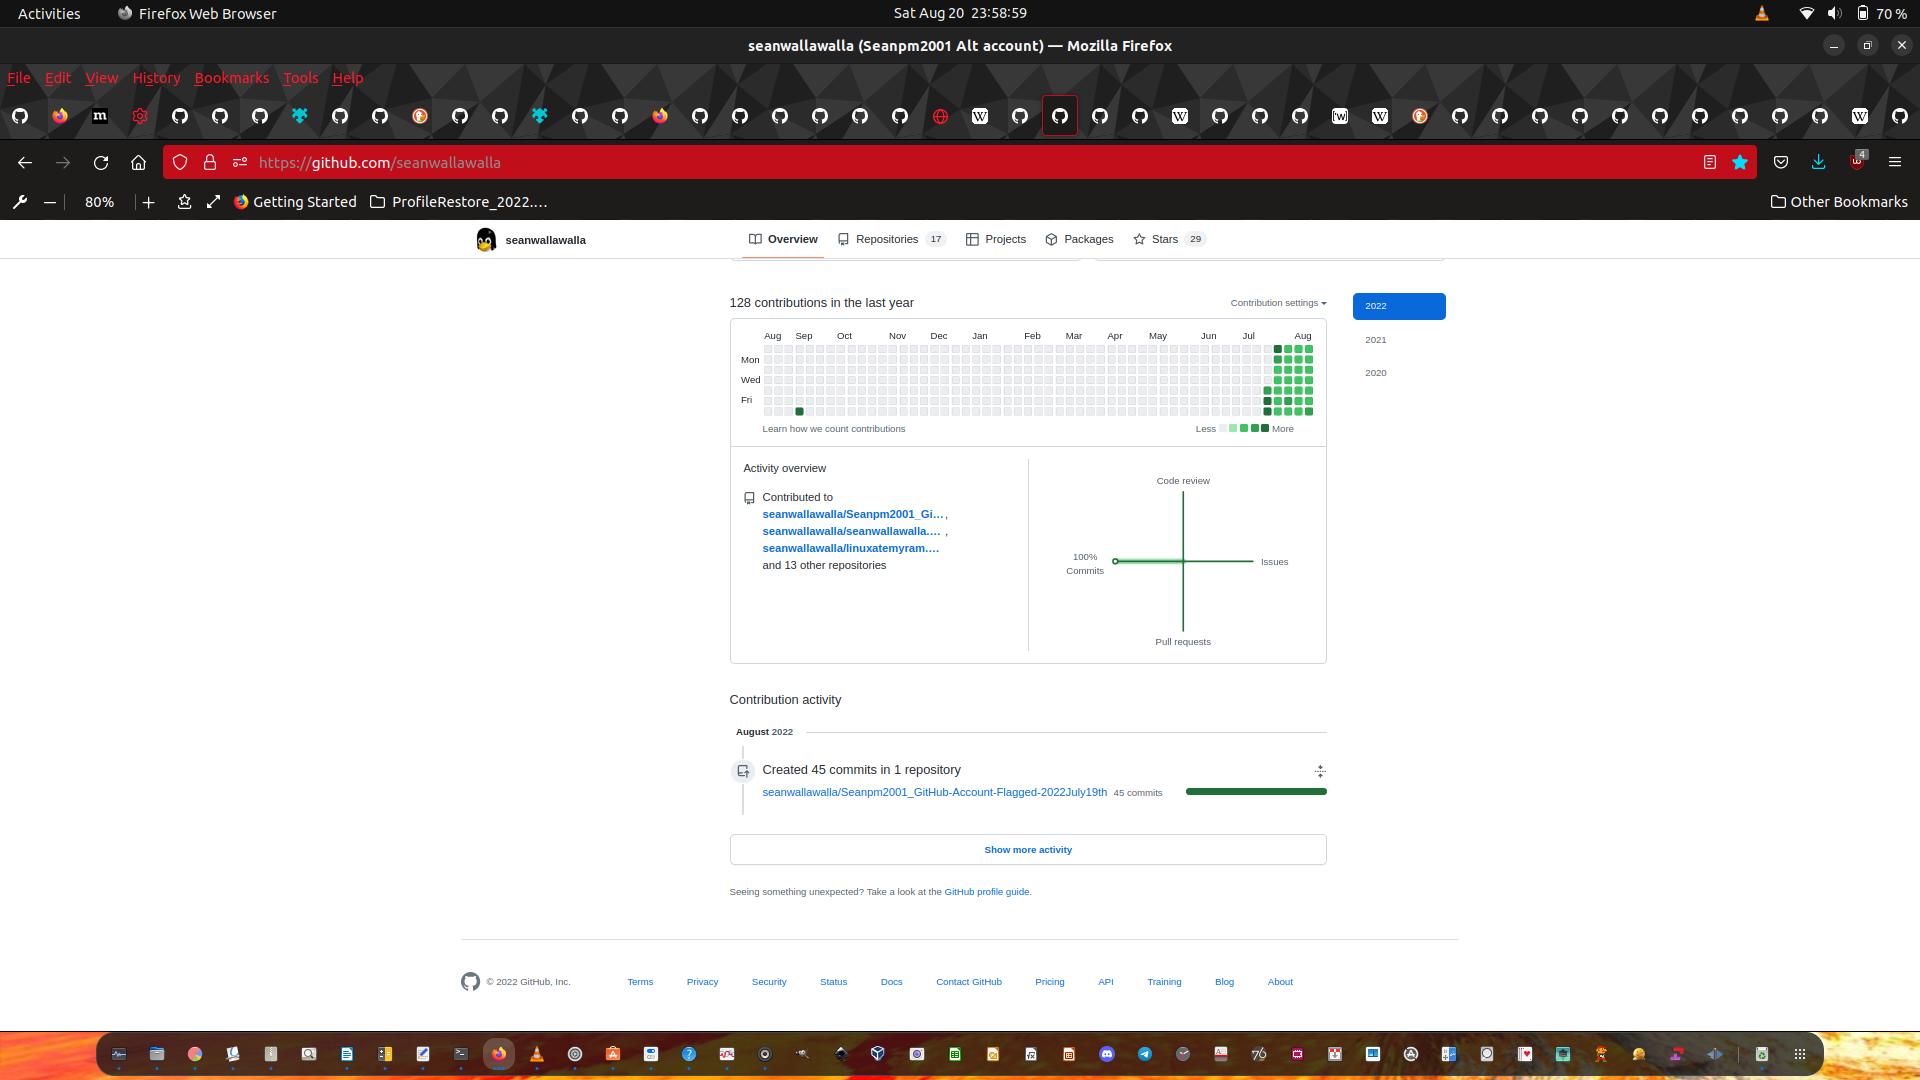 Activities
Firefox Web Browser
Sat Aug 20 23:58:59
70 %
seanwallawalla (Seanpm2001 Alt account) — Mozilla Firefox
File Edit View History Bookmarks Tools Help
https://github.com/seanwallawalla
4
80%
Getting Started
ProfileRestore_2022.…
Other Bookmarks
seanwallawalla
Overview
Repositories 17
Projects
Packages
Stars 29
128 contributions in the last year
Contribution settings
2022
2021
2020
Aug Sep Oct Nov Dec Jan Feb Mar Apr May Jun Jul Aug
Mon
Wed
Fri
Learn how we count contributions
Less More
Activity overview
Contributed to
seanwallawalla/Seanpm2001_Gi… ,
seanwallawalla/seanwallawalla.… ,
seanwallawalla/linuxatemyram.…
and 13 other repositories
Code review
100%
Commits
Issues
Pull requests
Contribution activity
August 2022
Created 45 commits in 1 repository
seanwallawalla/Seanpm2001_GitHub-Account-Flagged-2022July19th 45 commits
Show more activity
Seeing something unexpected? Take a look at the GitHub profile guide.
© 2022 GitHub, Inc.
Terms
Privacy
Security
Status
Docs
Contact GitHub
Pricing
API
Training
Blog
About